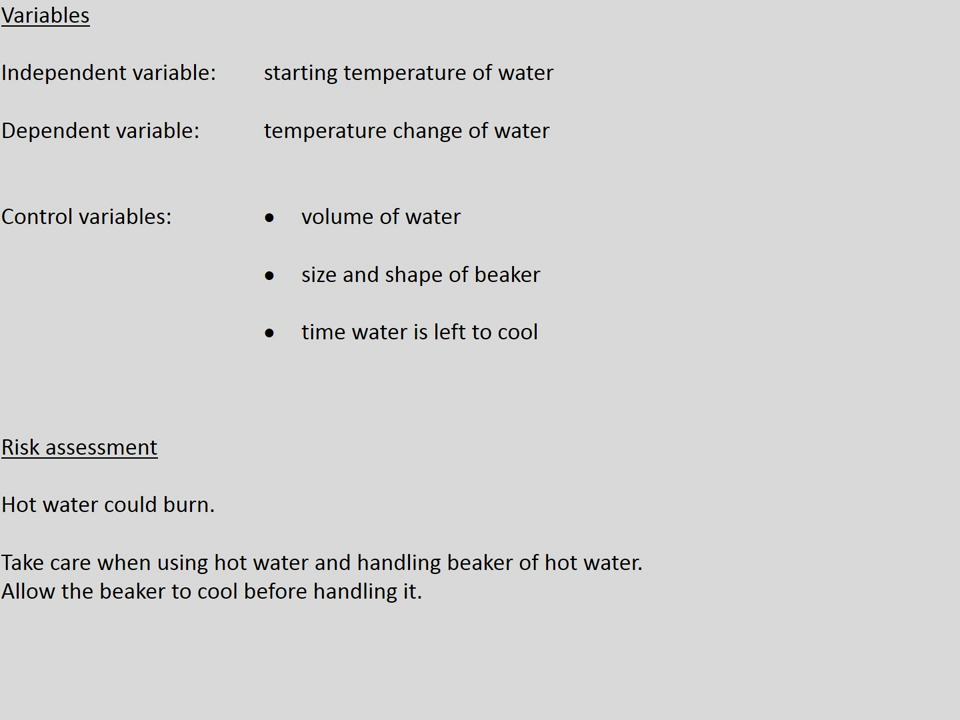 Variables
Independent variable: starting temperature of water
Dependent variable: temperature change of water
Control variables: • volume of water
• size and shape of beaker
• time water is left to cool
Risk assessment
Hot water could burn.
Take care when using hot water and handling beaker of hot water.
Allow the beaker to cool before handling it.